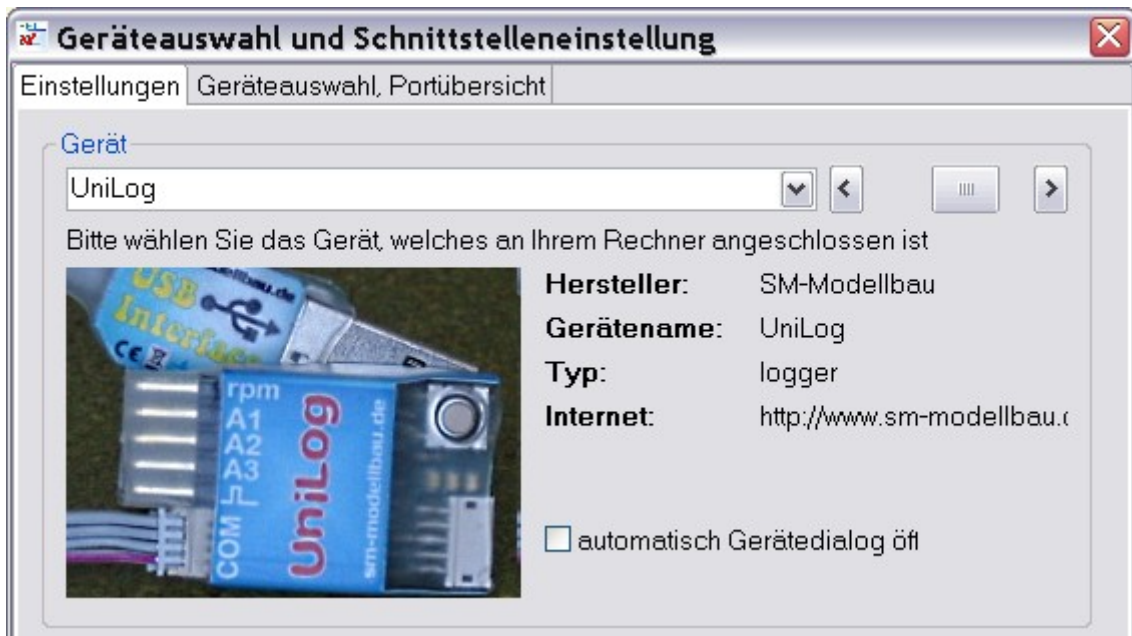 Geräteauswahl und Schnittstelleneinstellung
Einstellungen Geräteauswahl, Portübersicht
Gerät
UniLog
Bitte wählen Sie das Gerät, welches an Ihrem Rechner angeschlossen ist
Hersteller: SM-Modellbau
Gerätename: UniLog
Typ: logger
Internet: http://www.sm-modellbau.
automatisch Gerätedialog öf
USB
Interface
CE
rpm
A1
A2
A3
COM
UniLog
sm-modellbau.de